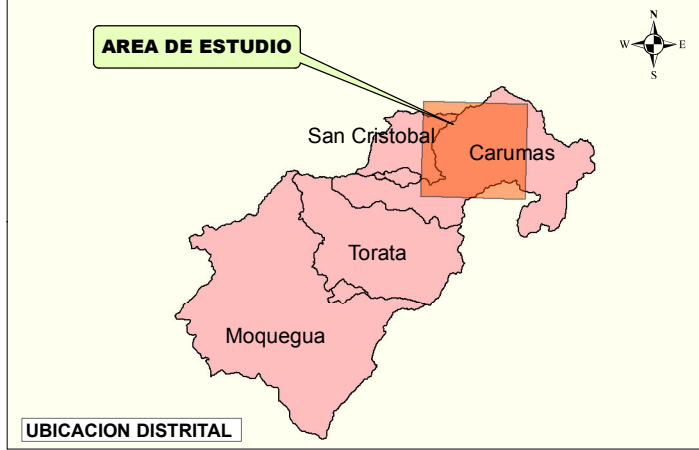 AREA DE ESTUDIO
N
W E
S
San Cristobal
Carumas
Torata
Moquegua
UBICACION DISTRITAL